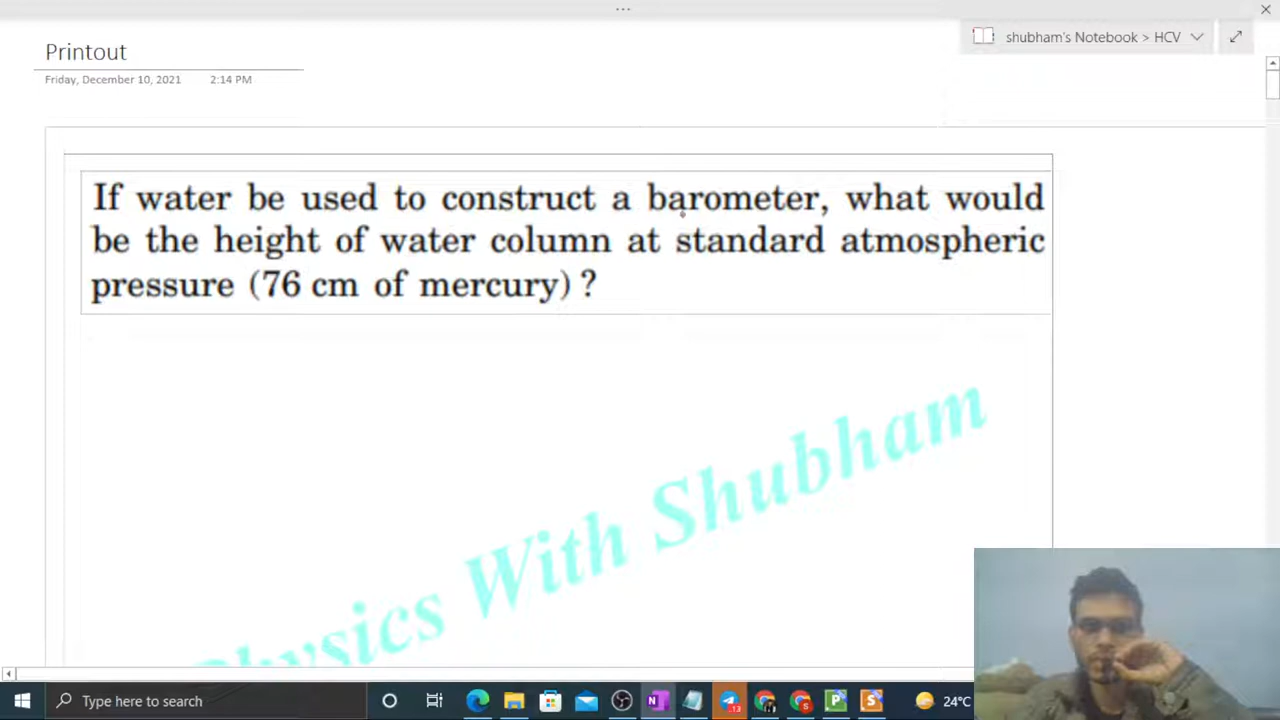 Printout
shubham's Notebook > HCV
Friday, December 10, 2021 2:14 PM
If water be used to construct a barometer, what would
be the height of water column at standard atmospheric
pressure (76 cm of mercury) ?
Physics With Shubham
Type here to search
13
24°C